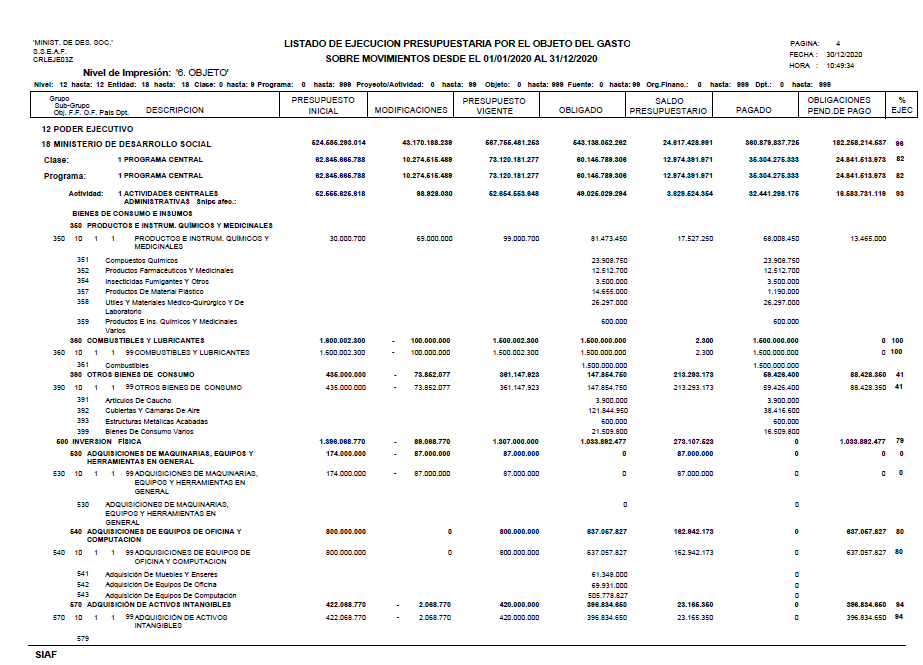 'MINIST. DE DES. SOC.'
S.S.E.A.F.
CRLEJE03Z
LISTADO DE EJECUCION PRESUPUESTARIA POR EL OBJETO DEL GASTO
SOBRE MOVIMIENTOS DESDE EL 01/01/2020 AL 31/12/2020
PAGINA: 4
FECHA : 30/12/2020
HORA : 10:49:34
Nivel de Impresión: '6. OBJETO'
Nivel: 12 hasta: 12 Entidad: 18 hasta: 18 Clase: 0 hasta: 9 Programa: 0 hasta: 999 Proyecto/Actividad: 0 hasta: 99 Objeto: 0 hasta: 999 Fuente: 0 hasta: 99 Org.Finano.: 0 hasta: 999 Dpt.: 0 hasta: 999
Grupo
Sub-Grupo
Obj. F.F. O.F. Pais Dpt. DESCRIPCION PRESUPUESTO INICIAL MODIFICACIONES PRESUPUESTO VIGENTE OBLIGADO SALDO PRESUPUESTARIO PAGADO OBLIGACIONES PEND.DE PAGO % EJEC
12 PODER EJECUTIVO
18 MINISTERIO DE DESARROLLO SOCIAL 524.585.293.014 43.170.188.239 567.755.481.253 543.138.052.262 24.617.428.991 360.879.837.725 182.258.214.537 96
Clase: 1 PROGRAMA CENTRAL 62.845.665.788 10.274.515.489 73.120.181.277 60.145.789.306 12.974.391.971 35.304.275.333 24.841.513.973 82
Programa: 1 PROGRAMA CENTRAL 62.845.665.788 10.274.515.489 73.120.181.277 60.145.789.306 12.974.391.971 35.304.275.333 24.841.513.973 82
Actividad: 1 ACTIVIDADES CENTRALES 52.555.625.618 98.928.030 52.654.553.648 49.025.029.294 3.629.524.354 32.441.298.175 16.583.731.119 93
ADMINISTRATIVAS Snips afec.:
BIENES DE CONSUMO E INSUMOS
350 PRODUCTOS E INSTRUM. QUÍMICOS Y MEDICINALES
350 10 1 1 PRODUCTOS E INSTRUM. QUÍMICOS Y 30.000.700 69.000.000 99.000.700 81.473.450 17.527.250 68.008.450 13.465.000
MEDICINALES
351 Compuestos Químicos 23.908.750 23.908.750
352 Productos Farmacéuticos Y Medicinales 12.512.700 12.512.700
354 Insecticidas Fumigantes Y Otros 3.500.000 3.500.000
357 Productos De Material Plástico 14.655.000 1.190.000
358 Utiles Y Materiales Médico-Quirúrgico Y De 26.297.000 26.297.000
Laboratorio
359 Productos E Ins. Químicos Y Medicinales 600.000 600.000
Varios
360 COMBUSTIBLES Y LUBRICANTES 1.600.002.300 - 100.000.000 1.500.002.300 1.500.000.000 2.300 1.500.000.000 0 100
360 10 1 1 99 COMBUSTIBLES Y LUBRICANTES 1.600.002.300 - 100.000.000 1.500.002.300 1.500.000.000 2.300 1.500.000.000 0 100
361 Combustibles 1.500.000.000 1.500.000.000
390 OTROS BIENES DE CONSUMO 435.000.000 - 73.852.077 361.147.923 147.854.750 213.293.173 59.426.400 88.428.350 41
390 10 1 1 99 OTROS BIENES DE CONSUMO 435.000.000 - 73.852.077 361.147.923 147.854.750 213.293.173 59.426.400 88.428.350 41
391 Artículos De Caucho 3.900.000 3.900.000
392 Cubiertas Y Cámaras De Aire 121.844.950 38.416.600
393 Estructuras Metálicas Acabadas 600.000 600.000
399 Bienes De Consumo Varios 21.509.800 16.509.800
500 INVERSION FÍSICA 1.396.068.770 - 89.068.770 1.307.000.000 1.033.892.477 273.107.523 0 1.033.892.477 79
530 ADQUISICIONES DE MAQUINARIAS, EQUIPOS Y 174.000.000 - 87.000.000 87.000.000 0 87.000.000 0 0 0
HERRAMIENTAS EN GENERAL
530 10 1 1 99 ADQUISICIONES DE MAQUINARIAS, 174.000.000 - 87.000.000 87.000.000 0 87.000.000 0 0 0
EQUIPOS Y HERRAMIENTAS EN
GENERAL
530 ADQUISICIONES DE MAQUINARIAS, 0 0
EQUIPOS Y HERRAMIENTAS EN
GENERAL
540 ADQUISICIONES DE EQUIPOS DE OFICINA Y 800.000.000 0 800.000.000 637.057.827 162.942.173 0 637.057.827 80
COMPUTACION
540 10 1 1 99 ADQUISICIONES DE EQUIPOS DE 800.000.000 0 800.000.000 637.057.827 162.942.173 0 637.057.827 80
OFICINA Y COMPUTACION
541 Adquisición De Muebles Y Enseres 61.348.000 0
542 Adquisición De Equipos De Oficina 69.931.000 0
543 Adquisición De Equipos De Computación 505.778.827 0
570 ADQUISICIÓN DE ACTIVOS INTANGIBLES 422.068.770 - 2.068.770 420.000.000 396.834.650 23.165.350 0 396.834.650 94
570 10 1 1 99 ADQUISICIÓN DE ACTIVOS 422.068.770 - 2.068.770 420.000.000 396.834.650 23.165.350 0 396.834.650 94
INTANGIBLES
579
SIAF